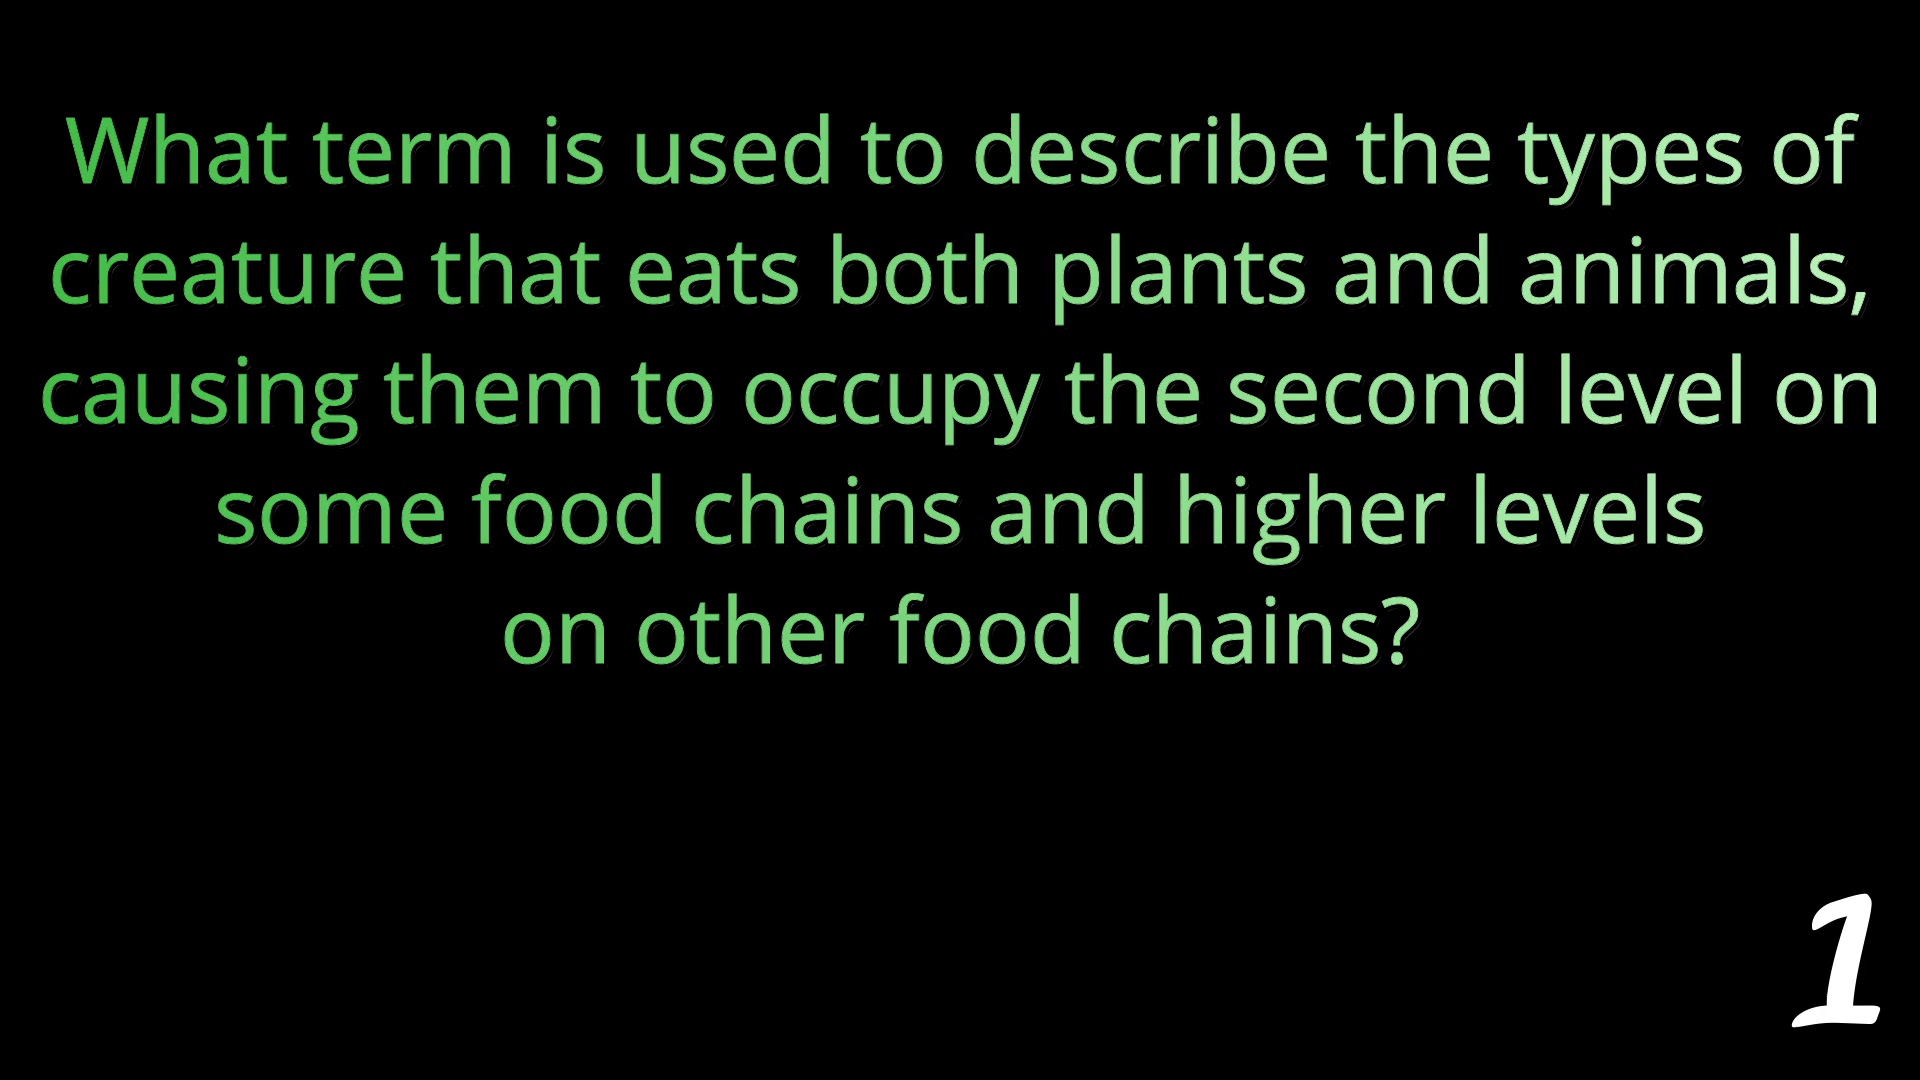 What term is used to describe the types of
creature that eats both plants and animals,
causing them to occupy the second level on
some food chains and higher levels
on other food chains?
1